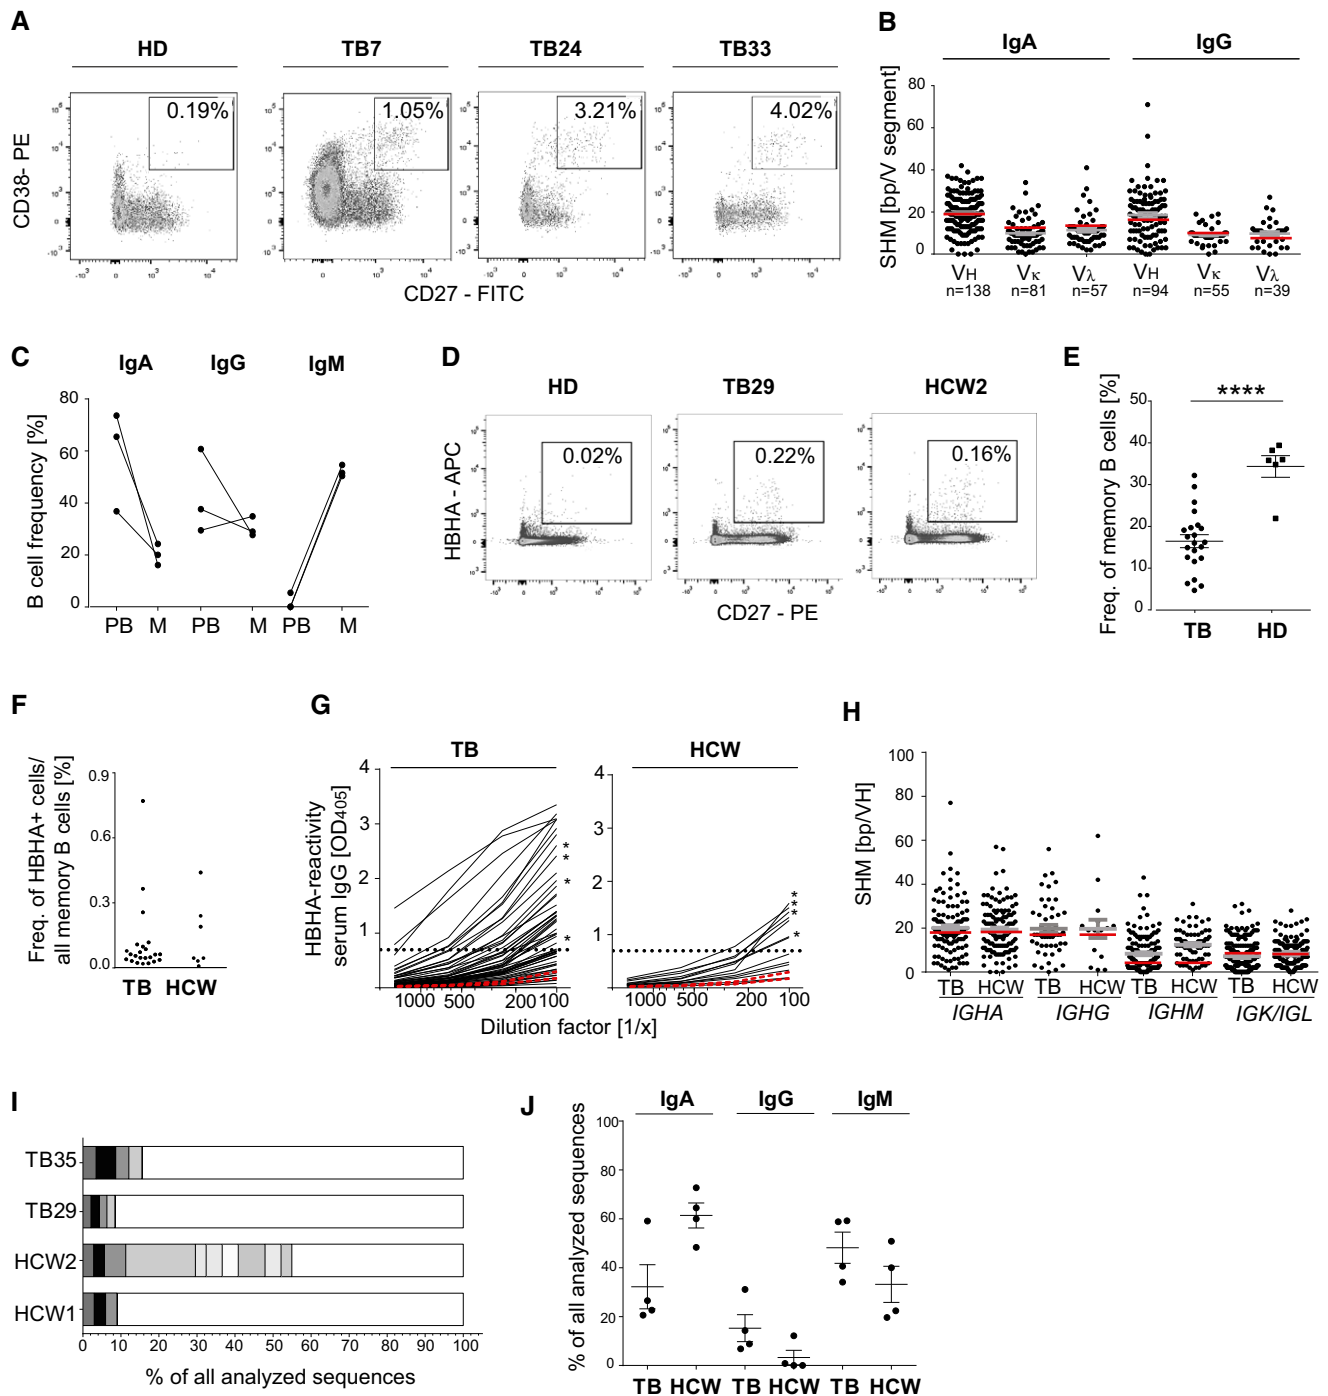 A
HD TB7 TB24 TB33
0.19% 1.05% 3.21% 4.02%
CD38- PE
CD27 - FITC
B
IgA IgG
SHM [bp/V segment]
80
60
40
20
0
VH Vκ Vλ VH Vκ Vλ
n=138 n=81 n=57 n=94 n=55 n=39
C
IgA IgG IgM
B cell frequency [%]
80
60
40
20
0
PB M PB M PB M
D
HD TB29 HCW2
0.02% 0.22% 0.16%
HBHA - APC
CD27 - PE
E
Freq. of memory B cells [%]
****
50
40
30
20
10
0
TB HD
F
Freq. of HBHA+ cells/
all memory B cells [%]
0.9
0.6
0.3
0.0
TB HCW
G
TB HCW
HBHA-reactivity
serum IgG [OD405]
4
3
2
1
4
3
2
1
0
* * * *
* * * *
1000 500 200 100 1000 500 200 100
Dilution factor [1/x]
H
SHM [bp/VH]
100
80
60
40
20
0
TB HCW TB HCW TB HCW TB HCW
IGHA IGHG IGHM IGK/IGL
I
TB35
TB29
HCW2
HCW1
0 10 20 30 40 50 60 70 80 90 100
% of all analyzed sequences
J
IgA IgG IgM
% of all analyzed sequences
100
80
60
40
20
0
TB HCW TB HCW TB HCW